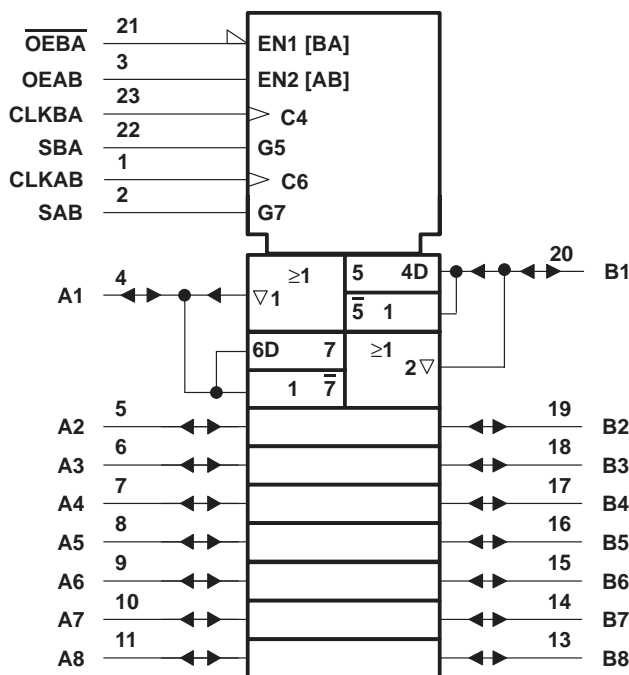 O̅E̅B̅A̅ 21 EN1 [BA]
OEAB 3 EN2 [AB]
CLKBA 23 C4
SBA 22 G5
CLKAB 1 C6
SAB 2 G7
A1 4 ▽1 ≥1 5 4D 20 B1
5̅ 1
6D 7 ≥1
2▽
1 7̅
A2 5 19 B2
A3 6 18 B3
A4 7 17 B4
A5 8 16 B5
A6 9 15 B6
A7 10 14 B7
A8 11 13 B8